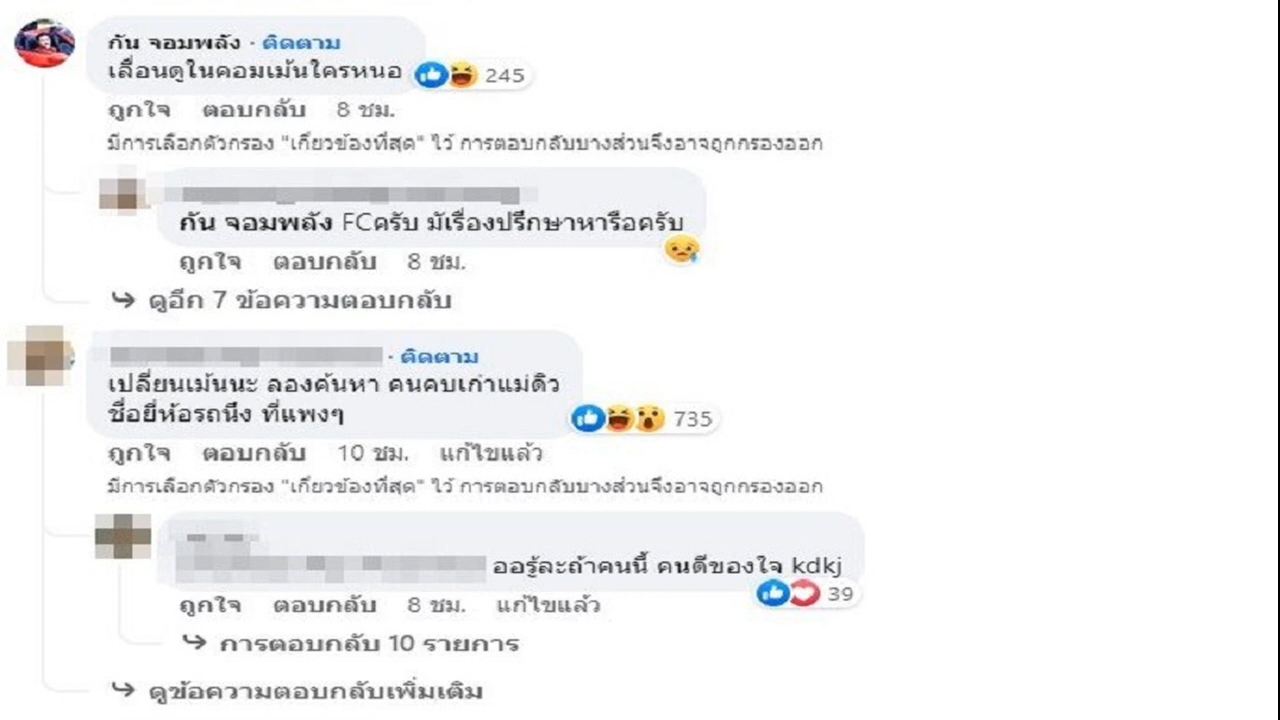 กัน จอมพลัง · ติดตาม
เลื่อนดูในคอมเม้นใครหนอ
245
ถูกใจ ตอบกลับ 8 ชม.
มีการเลือกตัวกรอง "เกี่ยวข้องที่สุด" ไว้ การตอบกลับบางส่วนจึงอาจถูกกรองออก
กัน จอมพลัง FCครับ มัเรื่องปรึกษาหารือครับ
ถูกใจ ตอบกลับ 8 ชม.
ดูอีก 7 ข้อความตอบกลับ
· ติดตาม
เปลี่ยนเม้นนะ ลองค้นหา คนคบเก่าแม่ดิว
ชื่อยี่ห้อรถนึง ที่แพงๆ
735
ถูกใจ ตอบกลับ 10 ชม. แก้ไขแล้ว
มีการเลือกตัวกรอง "เกี่ยวข้องที่สุด" ไว้ การตอบกลับบางส่วนจึงอาจถูกกรองออก
ออรู้ละถ้าคนนี้ คนดีของใจ kdkj
39
ถูกใจ ตอบกลับ 8 ชม. แก้ไขแล้ว
การตอบกลับ 10 รายการ
ดูข้อความตอบกลับเพิ่มเติม